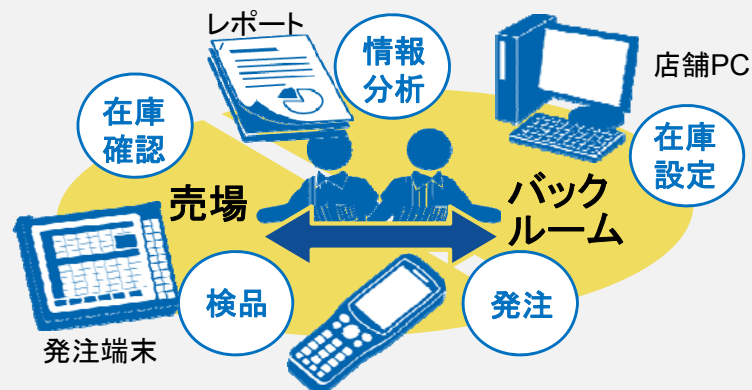 レポート
情報
分析
店舗PC
在庫
確認
在庫
設定
売場
バック
ルーム
検品
発注
発注端末